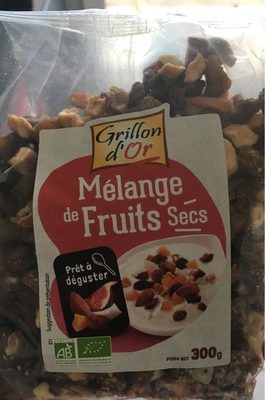 Grillon
d'Or
Mélange
de Fruits Secs
Prêt à
déguster
Suggestion de présentation
AB
POIDS NET 300g